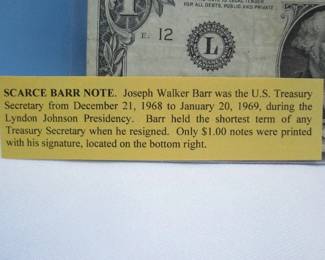 FOR ALL DEBTS, PUBLIC AND PRIVATE
E 12
L
SCARCE BARR NOTE. Joseph Walker Barr was the U.S. Treasury
Secretary from December 21, 1968 to January 20, 1969, during the
Lyndon Johnson Presidency. Barr held the shortest term of any
Treasury Secretary when he resigned. Only $1.00 notes were printed
with his signature, located on the bottom right.